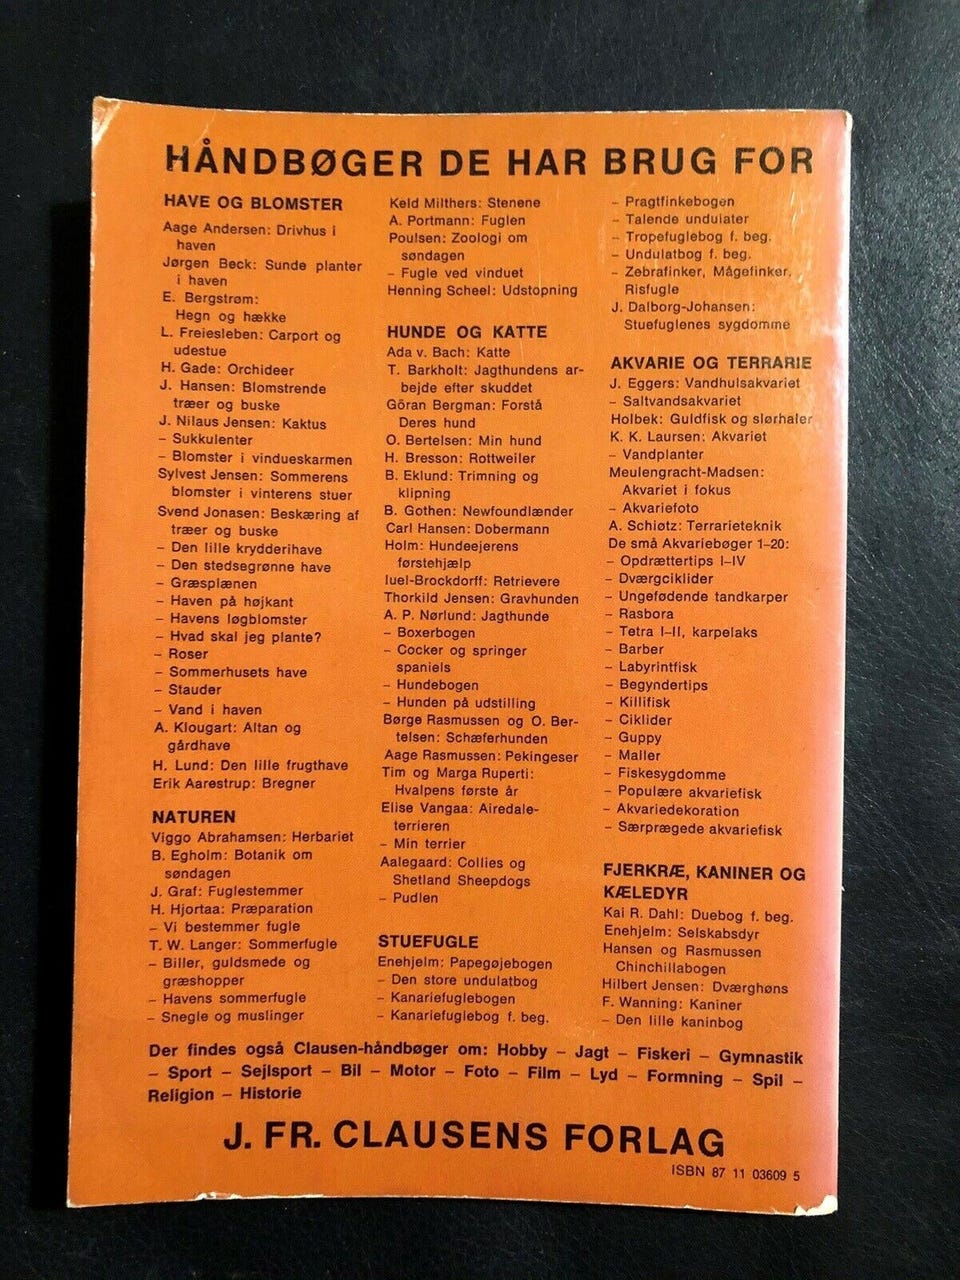 HÅNDBØGER DE HAR BRUG FOR
HAVE OG BLOMSTER
Aage Andersen: Drivhus i
haven
Jørgen Beck: Sunde planter
i haven
E. Bergstrøm:
Hegn og hække
L. Freiesleben: Carport og
udestue
H. Gade: Orchideer
J. Hansen: Blomstrende
træer og buske
J. Nilaus Jensen: Kaktus
– Sukkulenter
– Blomster i vindueskarmen
Sylvest Jensen: Sommerens
blomster i vinterens stuer
Svend Jonasen: Beskæring af
træer og buske
– Den lille krydderihave
– Den stedsegrønne have
– Græsplænen
– Haven på højkant
– Havens løgblomster
– Hvad skal jeg plante?
– Roser
– Sommerhusets have
– Stauder
– Vand i haven
A. Klougart: Altan og
gårdhave
H. Lund: Den lille frugthave
Erik Aarestrup: Bregner
NATUREN
Viggo Abrahamsen: Herbariet
B. Egholm: Botanik om
søndagen
J. Graf: Fuglestemmer
H. Hjortaa: Præparation
– Vi bestemmer fugle
T. W. Langer: Sommerfugle
– Biller, guldsmede og
græshopper
– Havens sommerfugle
– Snegle og muslinger
Keld Milthers: Stenene
A. Portmann: Fuglen
Poulsen: Zoologi om
søndagen
– Fugle ved vinduet
Henning Scheel: Udstopning
HUNDE OG KATTE
Ada v. Bach: Katte
T. Barkholt: Jagthundens ar-
bejde efter skuddet
Göran Bergman: Forstå
Deres hund
O. Bertelsen: Min hund
H. Bresson: Rottweiler
B. Eklund: Trimning og
klipning
B. Gothen: Newfoundlænder
Carl Hansen: Dobermann
Holm: Hundeejerens
førstehjælp
Iuel-Brockdorff: Retrievere
Thorkild Jensen: Gravhunden
A. P. Nørlund: Jagthunde
– Boxerbogen
– Cocker og springer
spaniels
– Hundebogen
– Hunden på udstilling
Børge Rasmussen og O. Ber-
telsen: Schæferhunden
Aage Rasmussen: Pekingeser
Tim og Marga Ruperti:
Hvalpens første år
Elise Vangaa: Airedale-
terrieren
– Min terrier
Aalegaard: Collies og
Shetland Sheepdogs
– Pudlen
STUEFUGLE
Enehjelm: Papegøjebogen
– Den store undulatbog
– Kanariefuglebogen
– Kanariefuglebog f. beg.
– Pragtfinkebogen
– Talende undulater
– Tropefuglebog f. beg.
– Undulatbog f. beg.
– Zebrafinker, Mågefinker,
Risfugle
J. Dalborg-Johansen:
Stuefuglenes sygdomme
AKVARIE OG TERRARIE
J. Eggers: Vandhulsakvariet
– Saltvandsakvariet
Holbek: Guldfisk og slørhaler
K. K. Laursen: Akvariet
– Vandplanter
Meulengracht-Madsen:
Akvariet i fokus
– Akvariefoto
A. Schiøtz: Terrarieteknik
De små Akvariebøger 1–20:
– Opdrættertips I–IV
– Dværgciklider
– Ungefødende tandkarper
– Rasbora
– Tetra I–II, karpelaks
– Barber
– Labyrintfisk
– Begyndertips
– Killifisk
– Ciklider
– Guppy
– Maller
– Fiskesygdomme
– Populære akvariefisk
– Akvariedekoration
– Særprægede akvariefisk
FJERKRÆ, KANINER OG
KÆLEDYR
Kai R. Dahl: Duebog f. beg.
Enehjelm: Selskabsdyr
Hansen og Rasmussen
Chinchillabogen
Hilbert Jensen: Dværghøns
F. Wanning: Kaniner
– Den lille kaninbog
Der findes også Clausen-håndbøger om: Hobby – Jagt – Fiskeri – Gymnastik
– Sport – Sejlsport – Bil – Motor – Foto – Film – Lyd – Formning – Spil –
Religion – Historie
J. FR. CLAUSENS FORLAG
ISBN 87 11 03609 5